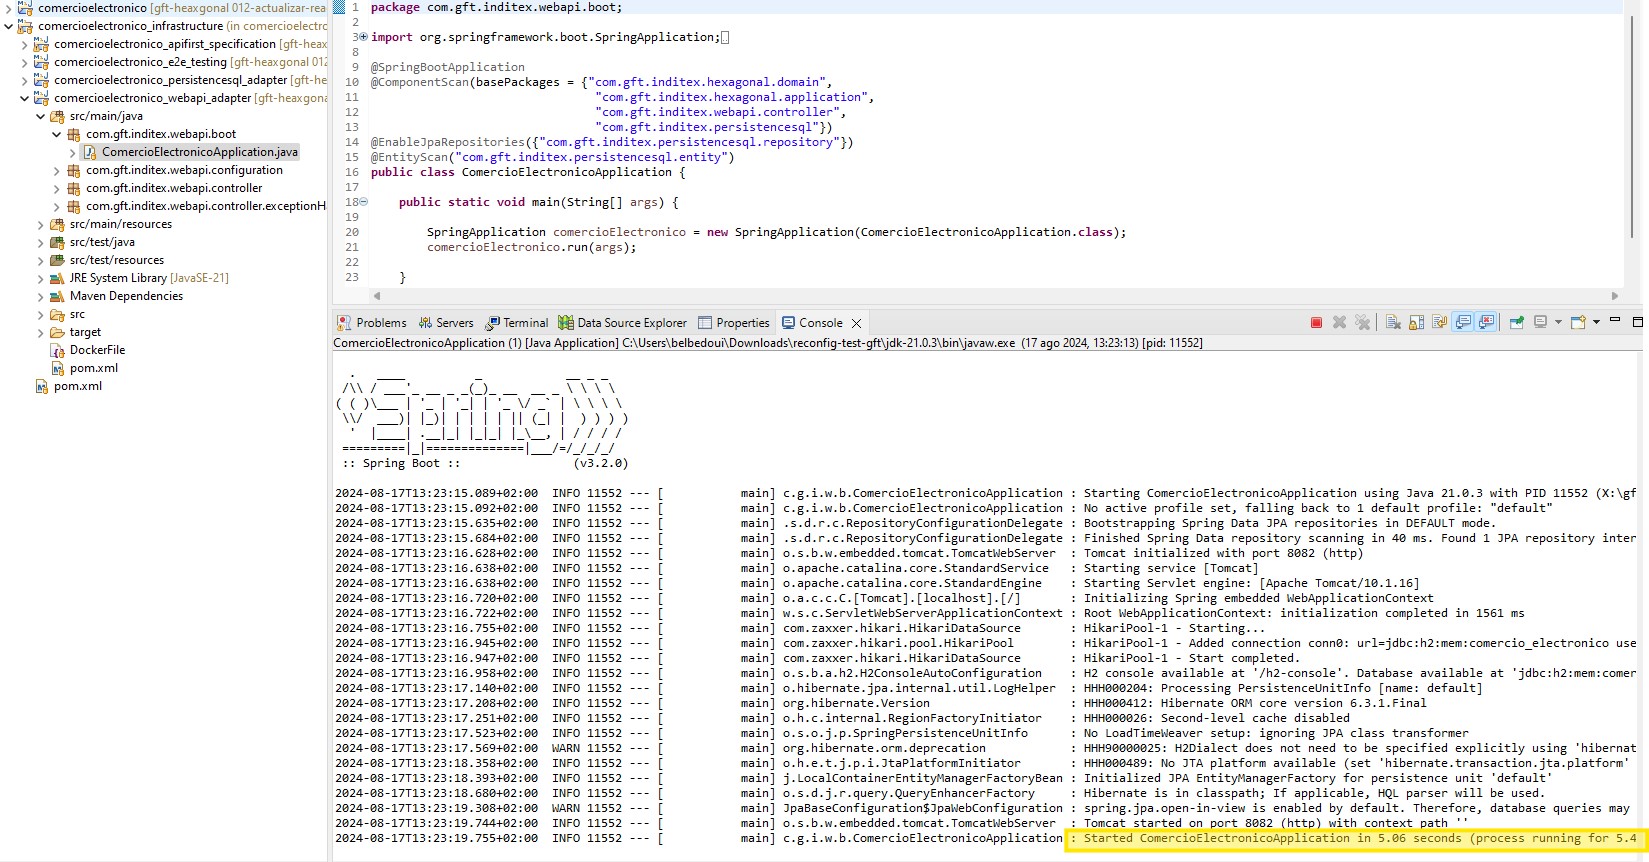 comercioelectronico [gft-heaxgonal 012-actualizar-rea
comercioelectronico_infrastructure (in comercioelectro
comercioelectronico_apifirst_specification [gft-heax
comercioelectronico_e2e_testing [gft-heaxgonal 012
comercioelectronico_persistencesql_adapter [gft-he
comercioelectronico_webapi_adapter [gft-heaxgona
src/main/java
com.gft.inditex.webapi.boot
ComercioElectronicoApplication.java
com.gft.inditex.webapi.configuration
com.gft.inditex.webapi.controller
com.gft.inditex.webapi.controller.exceptionH
src/main/resources
src/test/java
src/test/resources
JRE System Library [JavaSE-21]
Maven Dependencies
src
target
DockerFile
pom.xml
pom.xml
1 package com.gft.inditex.webapi.boot;
2
3 import org.springframework.boot.SpringApplication;
8
9 @SpringBootApplication
10 @ComponentScan(basePackages = {"com.gft.inditex.hexagonal.domain",
11 "com.gft.inditex.hexagonal.application",
12 "com.gft.inditex.webapi.controller",
13 "com.gft.inditex.persistencesql"})
14 @EnableJpaRepositories({"com.gft.inditex.persistencesql.repository"})
15 @EntityScan("com.gft.inditex.persistencesql.entity")
16 public class ComercioElectronicoApplication {
17
18 public static void main(String[] args) {
19
20 SpringApplication comercioElectronico = new SpringApplication(ComercioElectronicoApplication.class);
21 comercioElectronico.run(args);
22
23 }
Problems Servers Terminal Data Source Explorer Properties Console
ComercioElectronicoApplication (1) [Java Application] C:\Users\belbedoui\Downloads\reconfig-test-gft\jdk-21.0.3\bin\javaw.exe (17 ago 2024, 13:23:13) [pid: 11552]
  .   ____          _            __ _ _
 /\\ / ___'_ __ _ _(_)_ __  __ _ \ \ \ \
( ( )\___ | '_ | '_| | '_ \/ _` | \ \ \ \
 \\/  ___)| |_)| | | | | || (_| |  ) ) ) )
  '  |____| .__|_| |_|_| |_\__, | / / / /
 =========|_|==============|___/=/_/_/_/
 :: Spring Boot ::                (v3.2.0)
2024-08-17T13:23:15.089+02:00  INFO 11552 --- [           main] c.g.i.w.b.ComercioElectronicoApplication : Starting ComercioElectronicoApplication using Java 21.0.3 with PID 11552 (X:\gf
2024-08-17T13:23:15.092+02:00  INFO 11552 --- [           main] c.g.i.w.b.ComercioElectronicoApplication : No active profile set, falling back to 1 default profile: "default"
2024-08-17T13:23:15.635+02:00  INFO 11552 --- [           main] .s.d.r.c.RepositoryConfigurationDelegate : Bootstrapping Spring Data JPA repositories in DEFAULT mode.
2024-08-17T13:23:15.684+02:00  INFO 11552 --- [           main] .s.d.r.c.RepositoryConfigurationDelegate : Finished Spring Data repository scanning in 40 ms. Found 1 JPA repository inter
2024-08-17T13:23:16.628+02:00  INFO 11552 --- [           main] o.s.b.w.embedded.tomcat.TomcatWebServer  : Tomcat initialized with port 8082 (http)
2024-08-17T13:23:16.638+02:00  INFO 11552 --- [           main] o.apache.catalina.core.StandardService   : Starting service [Tomcat]
2024-08-17T13:23:16.638+02:00  INFO 11552 --- [           main] o.apache.catalina.core.StandardEngine    : Starting Servlet engine: [Apache Tomcat/10.1.16]
2024-08-17T13:23:16.720+02:00  INFO 11552 --- [           main] o.a.c.c.C.[Tomcat].[localhost].[/]       : Initializing Spring embedded WebApplicationContext
2024-08-17T13:23:16.722+02:00  INFO 11552 --- [           main] w.s.c.ServletWebServerApplicationContext : Root WebApplicationContext: initialization completed in 1561 ms
2024-08-17T13:23:16.755+02:00  INFO 11552 --- [           main] com.zaxxer.hikari.HikariDataSource       : HikariPool-1 - Starting...
2024-08-17T13:23:16.945+02:00  INFO 11552 --- [           main] com.zaxxer.hikari.pool.HikariPool        : HikariPool-1 - Added connection conn0: url=jdbc:h2:mem:comercio_electronico use
2024-08-17T13:23:16.947+02:00  INFO 11552 --- [           main] com.zaxxer.hikari.HikariDataSource       : HikariPool-1 - Start completed.
2024-08-17T13:23:16.958+02:00  INFO 11552 --- [           main] o.s.b.a.h2.H2ConsoleAutoConfiguration    : H2 console available at '/h2-console'. Database available at 'jdbc:h2:mem:comer
2024-08-17T13:23:17.140+02:00  INFO 11552 --- [           main] o.hibernate.jpa.internal.util.LogHelper  : HHH000204: Processing PersistenceUnitInfo [name: default]
2024-08-17T13:23:17.208+02:00  INFO 11552 --- [           main] org.hibernate.Version                    : HHH000412: Hibernate ORM core version 6.3.1.Final
2024-08-17T13:23:17.251+02:00  INFO 11552 --- [           main] o.h.c.internal.RegionFactoryInitiator    : HHH000026: Second-level cache disabled
2024-08-17T13:23:17.523+02:00  INFO 11552 --- [           main] o.s.o.j.p.SpringPersistenceUnitInfo      : No LoadTimeWeaver setup: ignoring JPA class transformer
2024-08-17T13:23:17.569+02:00  WARN 11552 --- [           main] org.hibernate.orm.deprecation            : HHH90000025: H2Dialect does not need to be specified explicitly using 'hibernat
2024-08-17T13:23:18.358+02:00  INFO 11552 --- [           main] o.h.e.t.j.p.i.JtaPlatformInitiator       : HHH000489: No JTA platform available (set 'hibernate.transaction.jta.platform'
2024-08-17T13:23:18.393+02:00  INFO 11552 --- [           main] j.LocalContainerEntityManagerFactoryBean : Initialized JPA EntityManagerFactory for persistence unit 'default'
2024-08-17T13:23:18.680+02:00  INFO 11552 --- [           main] o.s.d.j.r.query.QueryEnhancerFactory     : Hibernate is in classpath; If applicable, HQL parser will be used.
2024-08-17T13:23:19.308+02:00  WARN 11552 --- [           main] JpaBaseConfiguration$JpaWebConfiguration : spring.jpa.open-in-view is enabled by default. Therefore, database queries may
2024-08-17T13:23:19.744+02:00  INFO 11552 --- [           main] o.s.b.w.embedded.tomcat.TomcatWebServer  : Tomcat started on port 8082 (http) with context path ''
2024-08-17T13:23:19.755+02:00  INFO 11552 --- [           main] c.g.i.w.b.ComercioElectronicoApplication : Started ComercioElectronicoApplication in 5.06 seconds (process running for 5.4